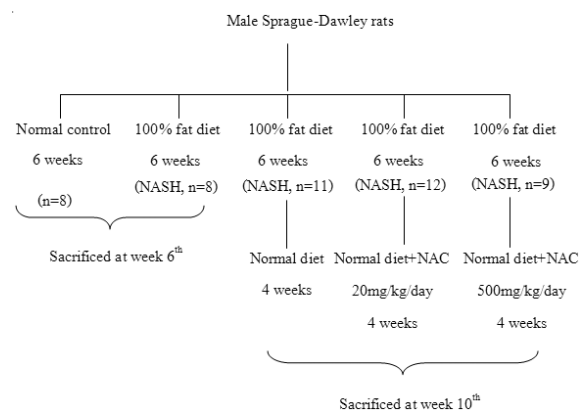 Male Sprague-Dawley rats
Normal control 100% fat diet 100% fat diet 100% fat diet 100% fat diet
6 weeks 6 weeks 6 weeks 6 weeks 6 weeks
(n=8) (NASH, n=8) (NASH, n=11) (NASH, n=12) (NASH, n=9)
Sacrificed at week 6th
Normal diet Normal diet+NAC Normal diet+NAC
4 weeks 20mg/kg/day 500mg/kg/day
4 weeks 4 weeks
Sacrificed at week 10th